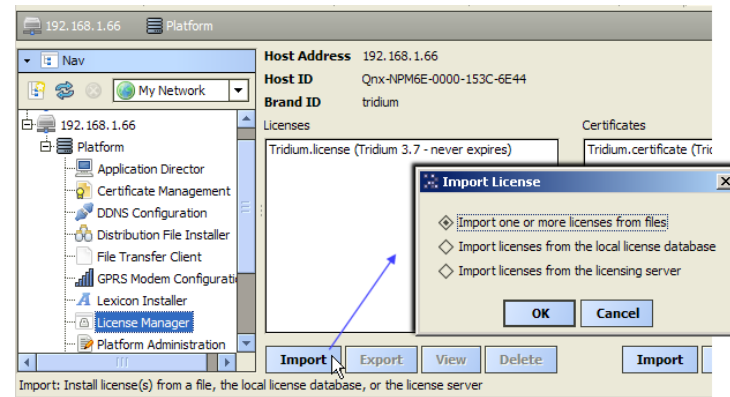 192.168.1.66 Platform
Nav
My Network
192.168.1.66
Platform
Application Director
Certificate Management
DDNS Configuration
Distribution File Installer
File Transfer Client
GPRS Modem Configurati
Lexicon Installer
License Manager
Platform Administration
Host Address 192.168.1.66
Host ID Qnx-NPM6E-0000-153C-6E44
Brand ID tridium
Licenses
Tridium.license (Tridium 3.7 - never expires)
Certificates
Tridium.certificate (Trid
Import License
Import one or more licenses from files
Import licenses from the local license database
Import licenses from the licensing server
OK Cancel
Import Export View Delete
Import
Import: Install license(s) from a file, the local license database, or the license server